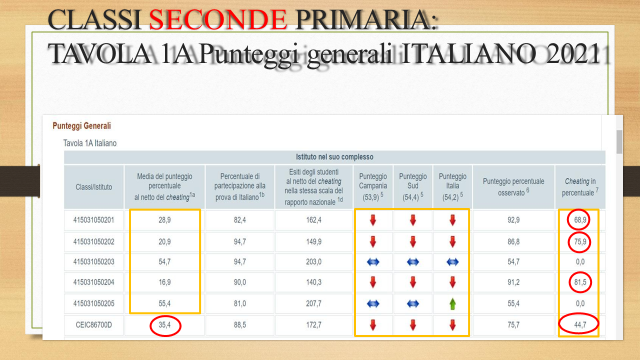 CLASSI SECONDE PRIMARIA:
TAVOLA 1A Punteggi generali ITALIANO 2021
Punteggi Generali
Tavola 1A Italiano
Istituto nel suo complesso
Classi/Istituto | Media del punteggio percentuale al netto del cheating 1a | Percentuale di partecipazione alla prova di Italiano 1b | Esiti degli studenti al netto del cheating nella stessa scala del rapporto nazionale 1d | Punteggio Campania (53,9) 5 | Punteggio Sud (54,4) 5 | Punteggio Italia (54,2) 5 | Punteggio percentuale osservato 6 | Cheating in percentuale 7
415031050201 28,9 82,4 162,4 92,9 68,9
415031050202 20,9 94,7 149,9 86,8 75,9
415031050203 54,7 94,7 203,0 54,7 0,0
415031050204 16,9 90,0 140,3 91,2 81,5
415031050205 55,4 81,0 207,7 55,4 0,0
CEIC86700D 35,4 88,5 172,7 75,7 44,7